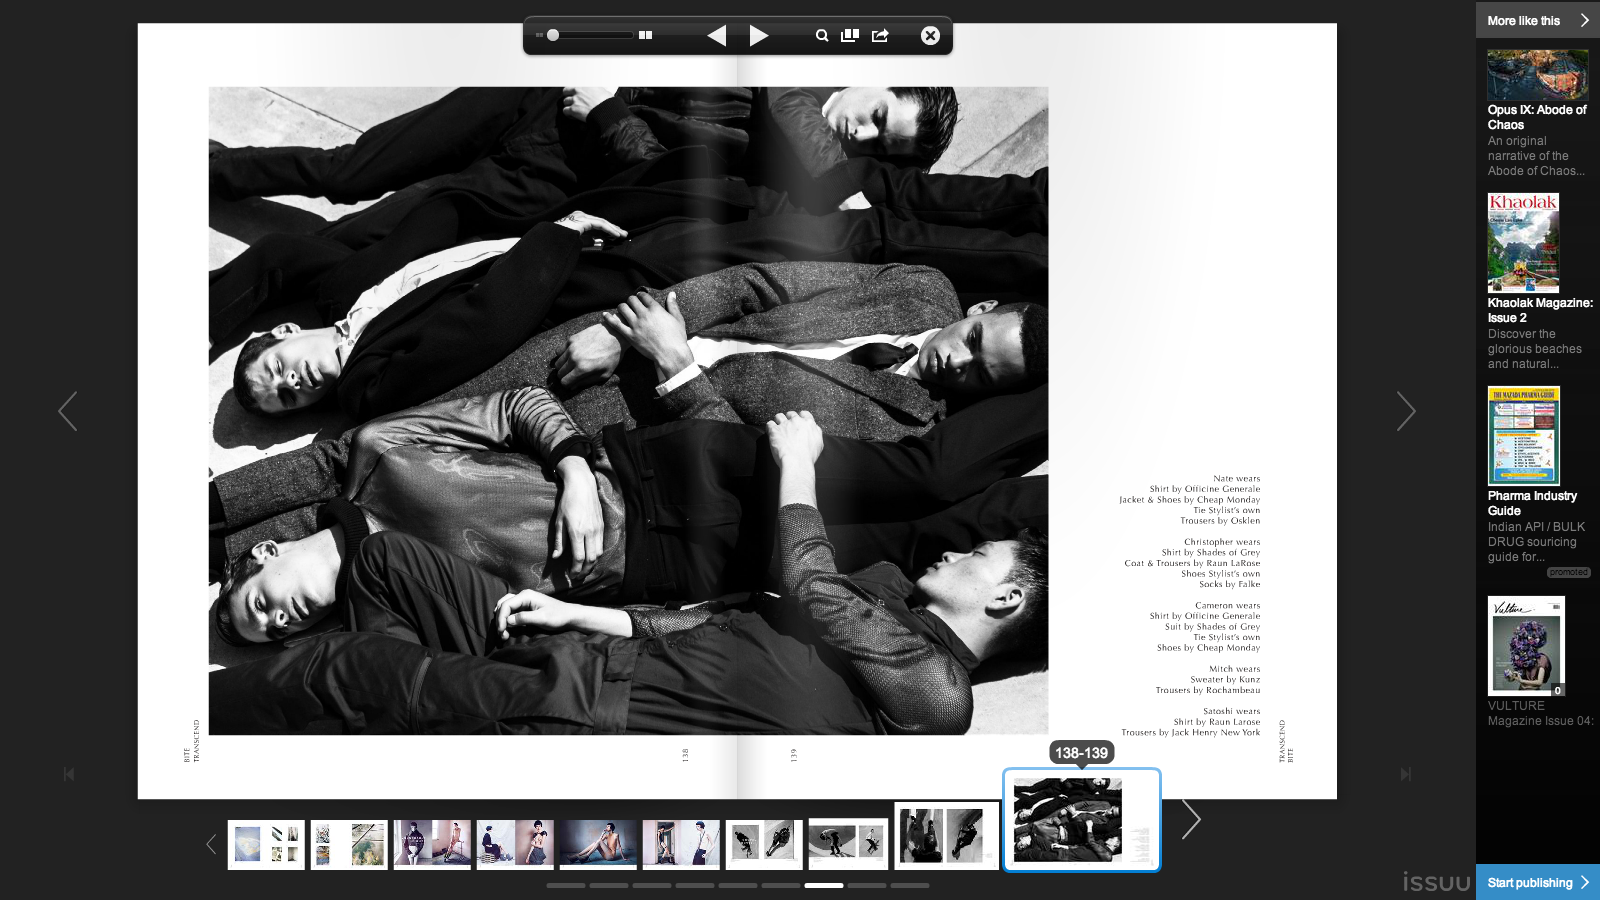 Nate wears
Shirt by Officine Generale
Jacket & Shoes by Cheap Monday
Tie Stylist's own
Trousers by Osklen
Christopher wears
Shirt by Shades of Grey
Coat & Trousers by Raun LaRose
Shoes Stylist's own
Socks by Falke
Cameron wears
Shirt by Officine Generale
Suit by Shades of Grey
Tie Stylist's own
Shoes by Cheap Monday
Mitch wears
Sweater by Kunz
Trousers by Rochambeau
Satoshi wears
Shirt by Raun Larose
Trousers by Jack Henry New York
BITE
TRANSCEND
138
139
TRANSCEND
BITE
138-139
More like this
Opus IX: Abode of
Chaos
An original
narrative of the
Abode of Chaos...
Khaolak
Khaolak Magazine:
Issue 2
Discover the
glorious beaches
and natural...
THE MAZADA PHARMA GUIDE
Pharma Industry
Guide
Indian API / BULK
DRUG souricing
guide for...
promoted
Vulture
0
VULTURE
Magazine Issue 04:
issuu
Start publishing